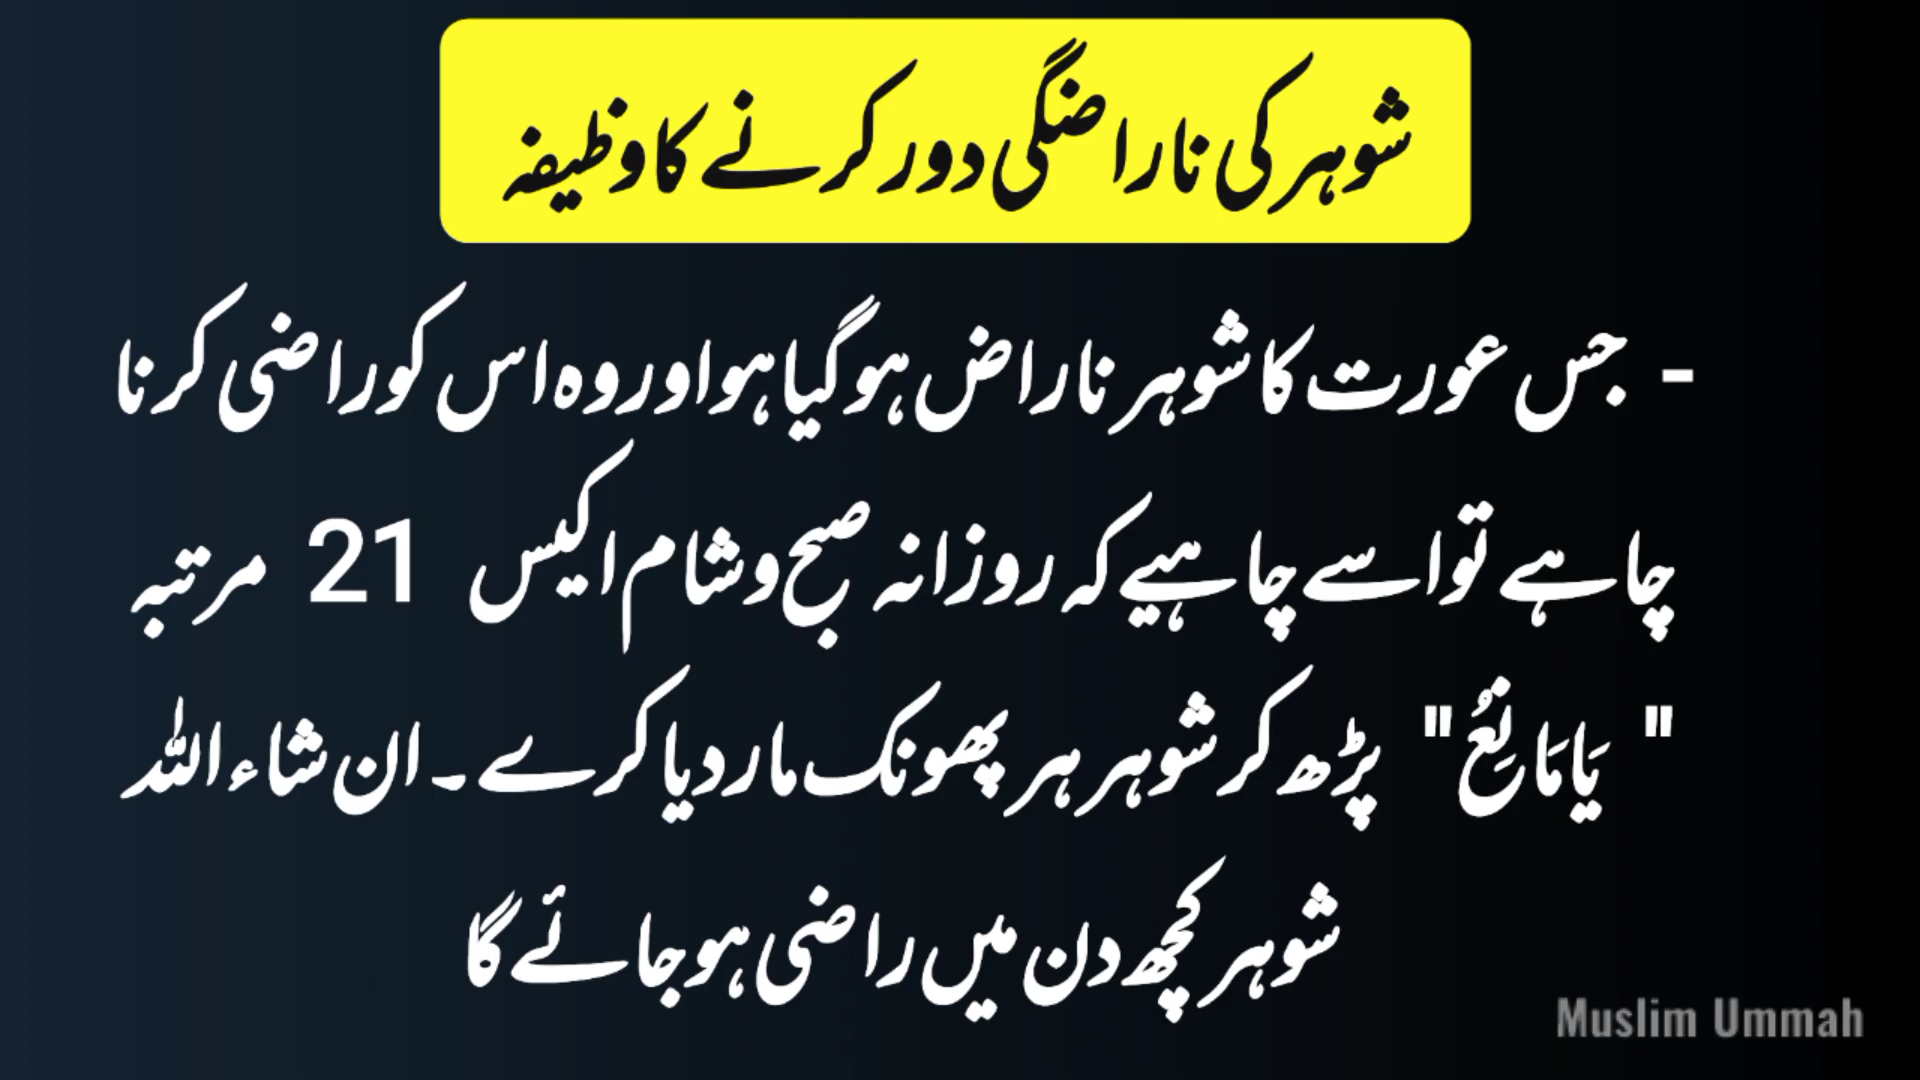 شوہر کی ناراضگی دور کرنے کا وظیفہ
- جس عورت کا شوہر ناراض ہو گیا ہو اور وہ اس کو راضی کرنا
چاہے تو اسے چاہیے کہ روزانہ صبح و شام اکیس 21 مرتبہ
" یَا مَانِعُ " پڑھ کر شوہر ہر پھونک مار دیا کرے ۔ ان شاء اللہ
شوہر کچھ دن میں راضی ہو جائے گا
Muslim Ummah